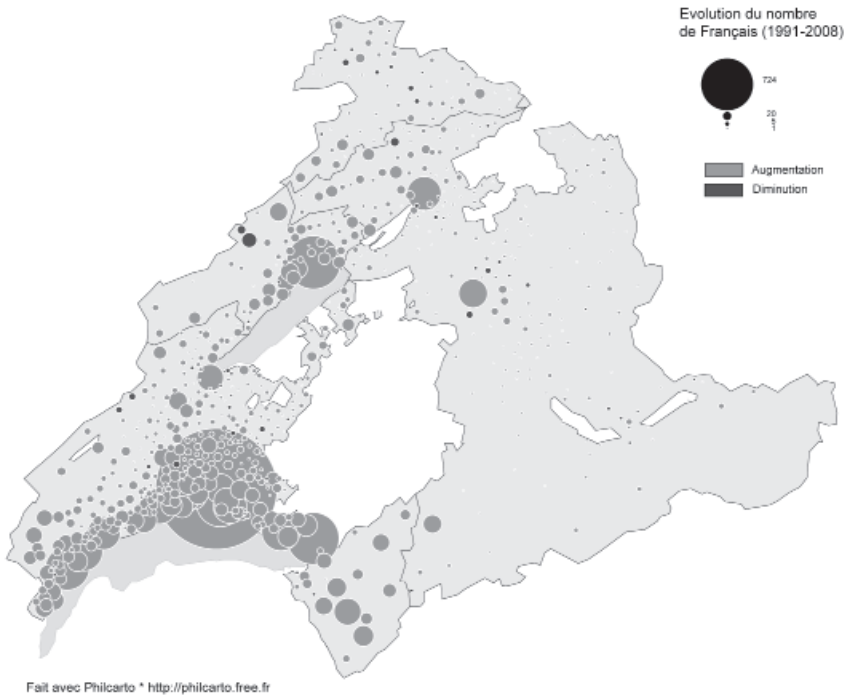 Evolution du nombre
de Français (1991-2008)
724
20
5
1
Augmentation
Diminution
Fait avec Philcarto * http://philcarto.free.fr